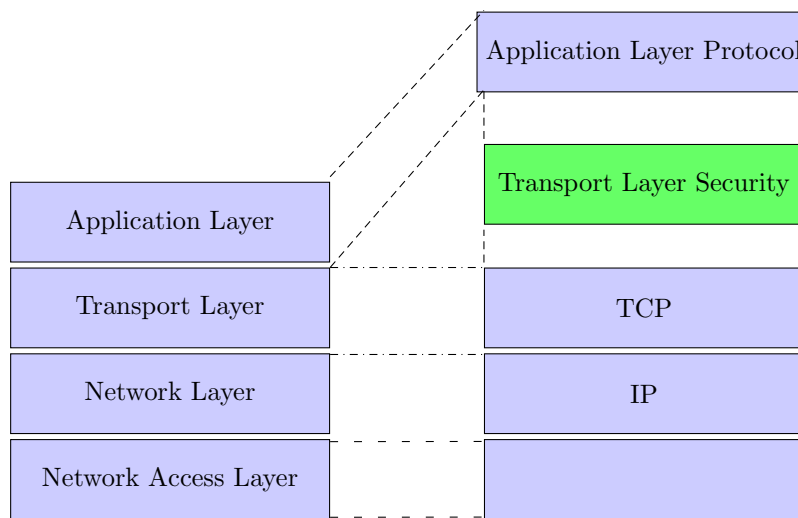 Application Layer Protocol
Transport Layer Security
Application Layer
Transport Layer
TCP
Network Layer
IP
Network Access Layer